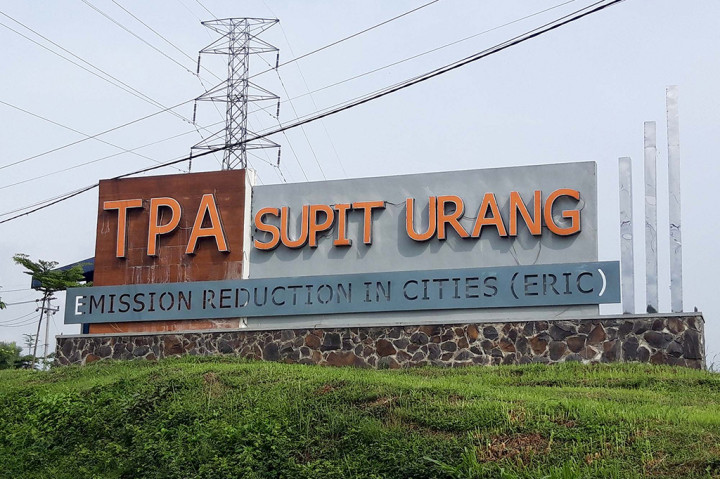 TPA SUPIT URANG
EMISSION REDUCTION IN CITIES (ERIC)